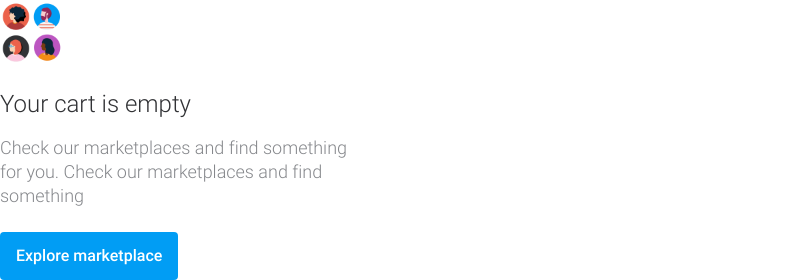 Your cart is empty
Check our marketplaces and find something
for you. Check our marketplaces and find
something
Explore marketplace